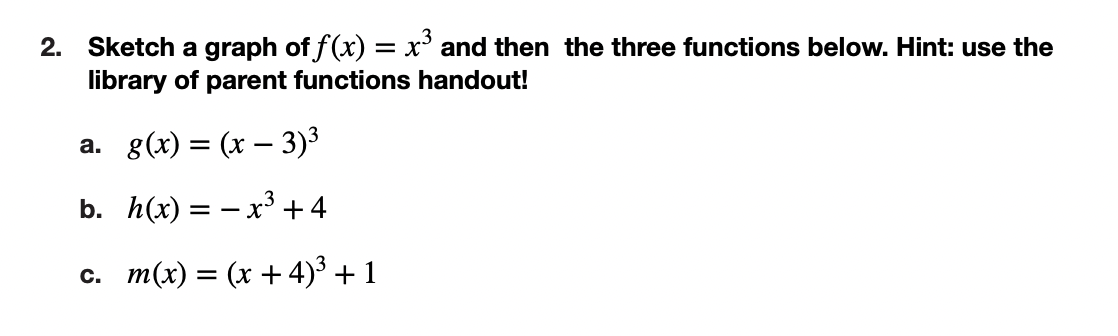 2. Sketch a graph of f(x) = x³ and then the three functions below. Hint: use the
library of parent functions handout!
a. g(x) = (x − 3)³
b. h(x) = − x³ + 4
c. m(x) = (x + 4)³ + 1